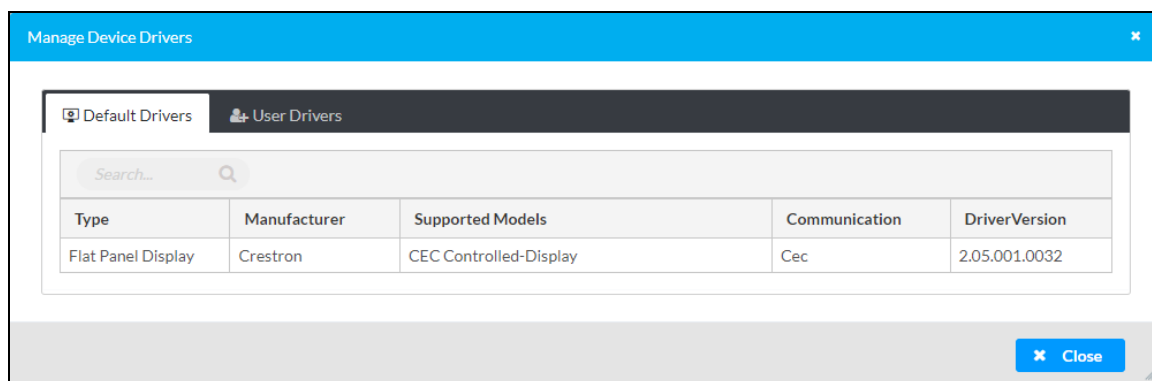 Manage Device Drivers
Default Drivers User Drivers
Search...
Type Manufacturer Supported Models Communication DriverVersion
Flat Panel Display Crestron CEC Controlled-Display Cec 2.05.001.0032
Close